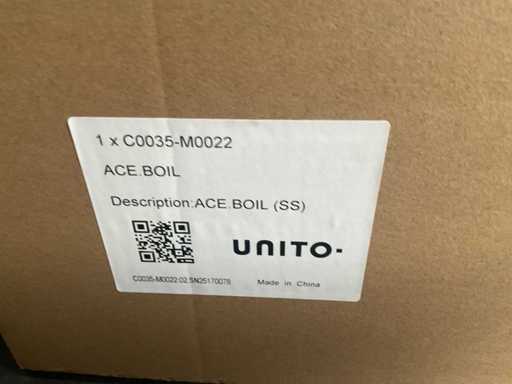 1 x C0035-M0022
ACE.BOIL
Description:ACE.BOIL (SS)
UNITO
C0035-M0022:02,SN25170078
Made in China